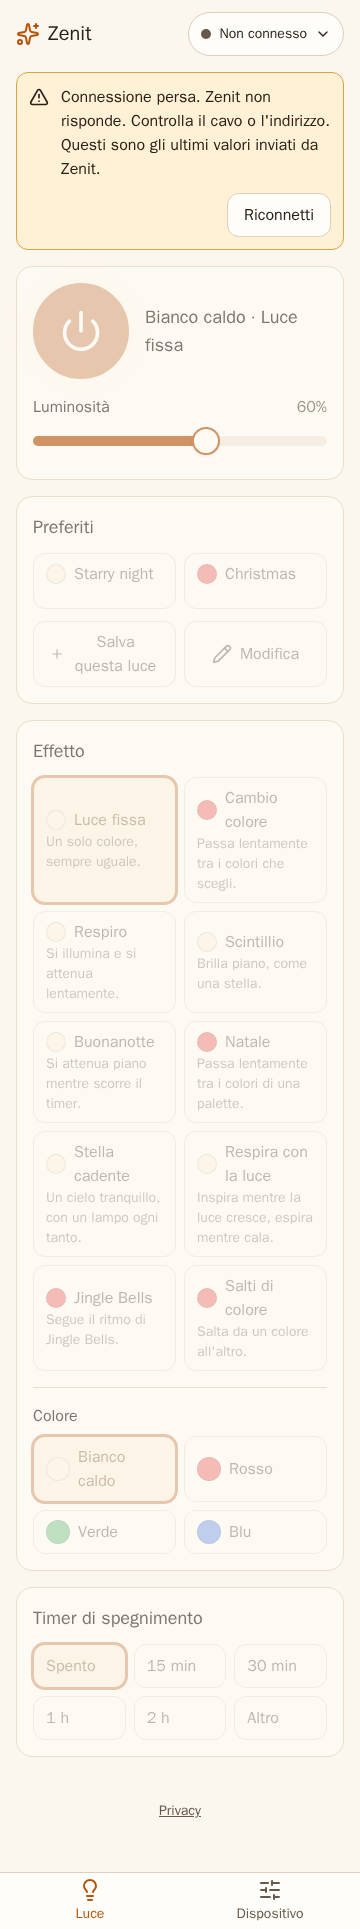 Zenit
Non connesso
Connessione persa. Zenit non
risponde. Controlla il cavo o l'indirizzo.
Questi sono gli ultimi valori inviati da
Zenit.
Riconnetti
Bianco caldo · Luce
fissa
Luminosità 60%
Preferiti
Starry night
Christmas
Salva
questa luce
Modifica
Effetto
Luce fissa
Un solo colore,
sempre uguale.
Cambio
colore
Passa lentamente
tra i colori che
scegli.
Respiro
Si illumina e si
attenua
lentamente.
Scintillio
Brilla piano, come
una stella.
Buonanotte
Si attenua piano
mentre scorre il
timer.
Natale
Passa lentamente
tra i colori di una
palette.
Stella
cadente
Un cielo tranquillo,
con un lampo ogni
tanto.
Respira con
la luce
Inspira mentre la
luce cresce, espira
mentre cala.
Jingle Bells
Segue il ritmo di
Jingle Bells.
Salti di
colore
Salta da un colore
all'altro.
Colore
Bianco
caldo
Rosso
Verde
Blu
Timer di spegnimento
Spento
15 min
30 min
1 h
2 h
Altro
Privacy
Luce
Dispositivo